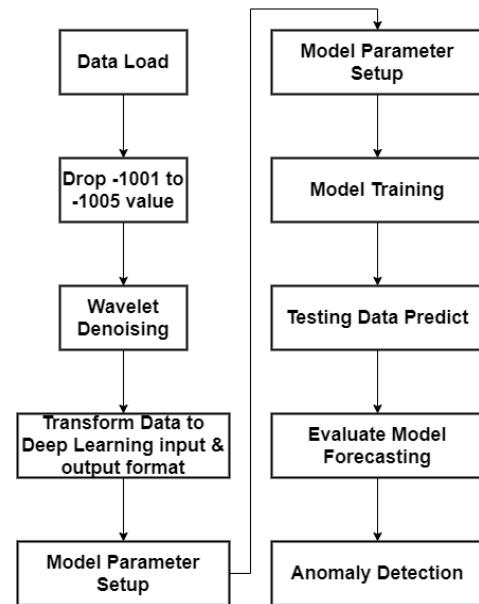 Data Load
Drop -1001 to
-1005 value
Wavelet
Denoising
Transform Data to
Deep Learning input &
output format
Model Parameter
Setup
Model Parameter
Setup
Model Training
Testing Data Predict
Evaluate Model
Forecasting
Anomaly Detection